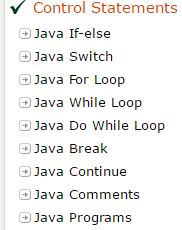 Control Statements
Java If-else
Java Switch
Java For Loop
Java While Loop
Java Do While Loop
Java Break
Java Continue
Java Comments
Java Programs